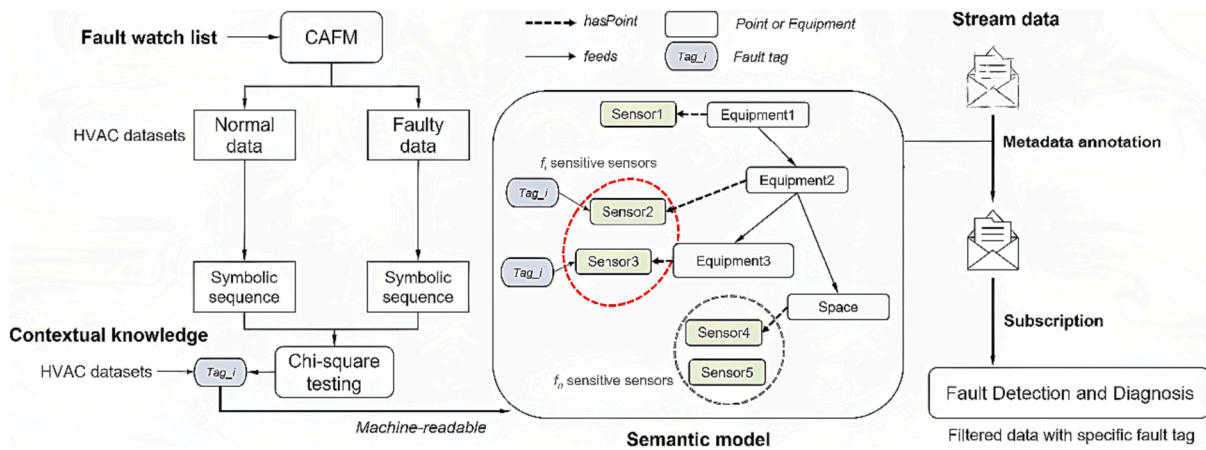 Fault watch list
CAFM
HVAC datasets
Normal
data
Faulty
data
Symbolic
sequence
Symbolic
sequence
Contextual knowledge
HVAC datasets
Tag_i
Chi-square
testing
Machine-readable
hasPoint
Point or Equipment
feeds
Tag_i
Fault tag
Sensor1
Equipment1
fi sensitive sensors
Equipment2
Tag_i
Sensor2
Tag_i
Sensor3
Equipment3
Space
Sensor4
Sensor5
fn sensitive sensors
Semantic model
Stream data
Metadata annotation
Subscription
Fault Detection and Diagnosis
Filtered data with specific fault tag